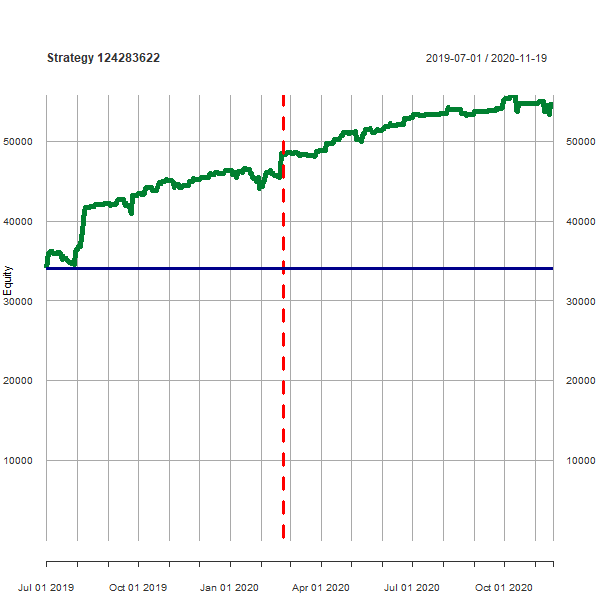 Strategy 124283622
2019-07-01 / 2020-11-19
50000
50000
40000
40000
Equity
30000
30000
20000
20000
10000
10000
Jul 01 2019
Oct 01 2019
Jan 01 2020
Apr 01 2020
Jul 01 2020
Oct 01 2020